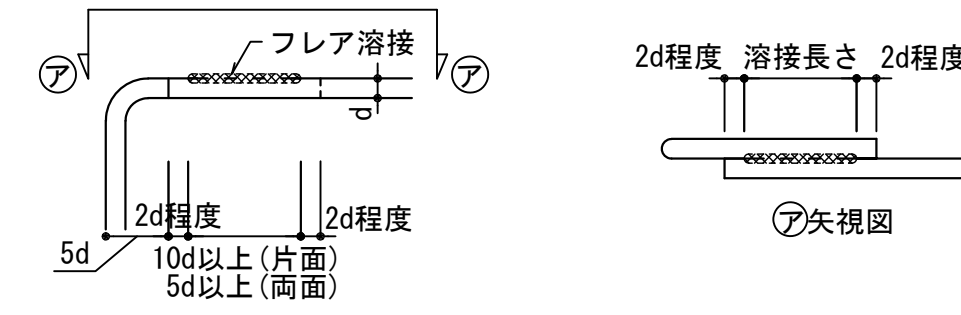 フレア溶接
㋐
㋐
d
2d程度
2d程度
5d
10d以上(片面)
5d以上(両面)
2d程度
溶接長さ
2d程度
㋐矢視図